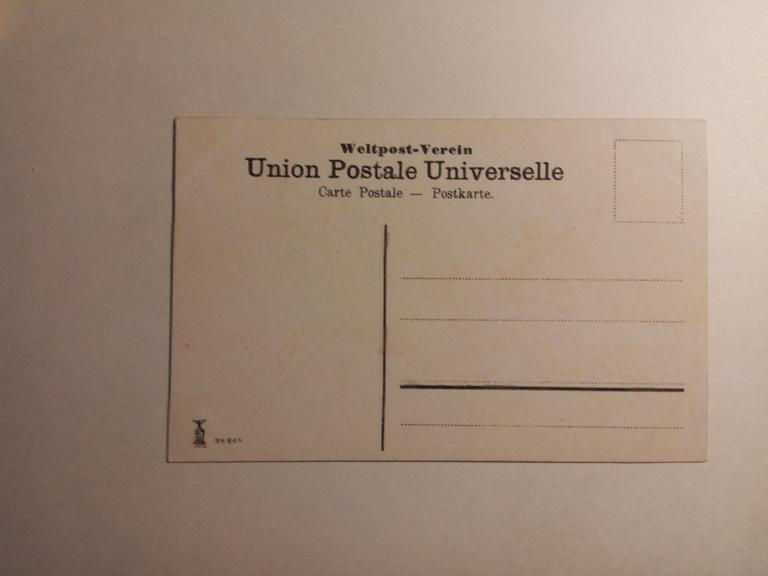 Weltpost-Verein
Union Postale Universelle
Carte Postale — Postkarte.